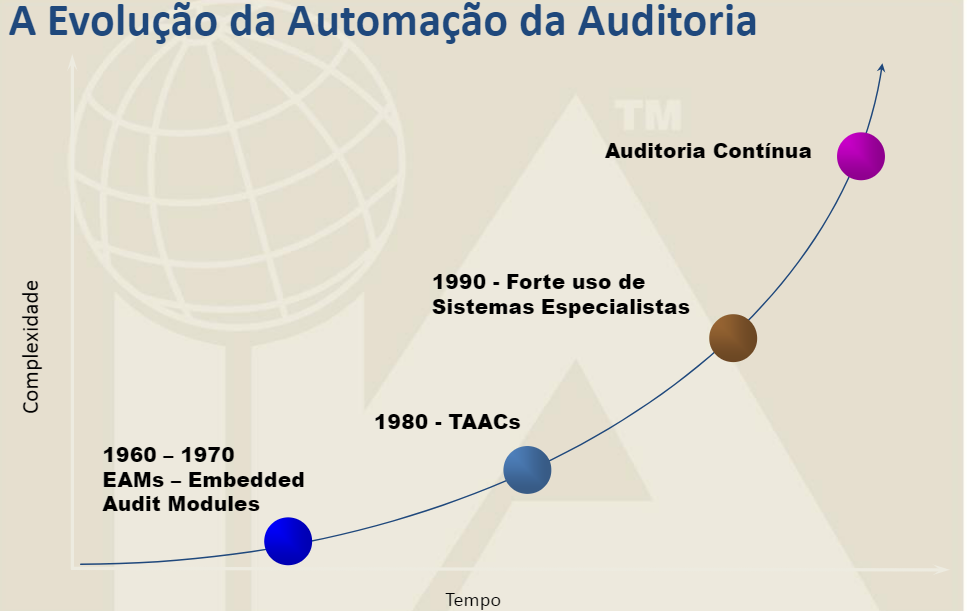 A Evolução da Automação da Auditoria
TM
Auditoria Contínua
1990 - Forte uso de
Sistemas Especialistas
1980 - TAACs
1960 – 1970
EAMs – Embedded
Audit Modules
Complexidade
Tempo
IIA